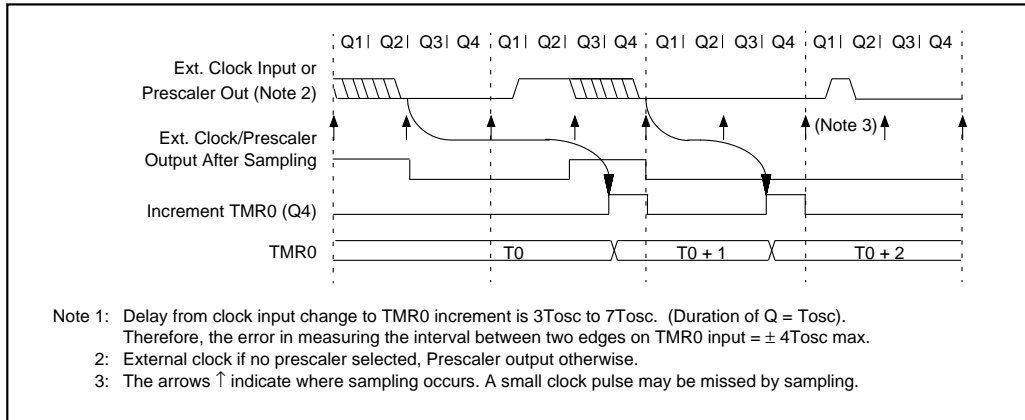 Q1| Q2| Q3| Q4 Q1| Q2| Q3| Q4 Q1| Q2| Q3| Q4 Q1| Q2| Q3| Q4
Ext. Clock Input or
Prescaler Out (Note 2)
(Note 3)
Ext. Clock/Prescaler
Output After Sampling
Increment TMR0 (Q4)
TMR0 T0 T0 + 1 T0 + 2
Note 1: Delay from clock input change to TMR0 increment is 3Tosc to 7Tosc. (Duration of Q = Tosc).
Therefore, the error in measuring the interval between two edges on TMR0 input = ± 4Tosc max.
2: External clock if no prescaler selected, Prescaler output otherwise.
3: The arrows ↑ indicate where sampling occurs. A small clock pulse may be missed by sampling.